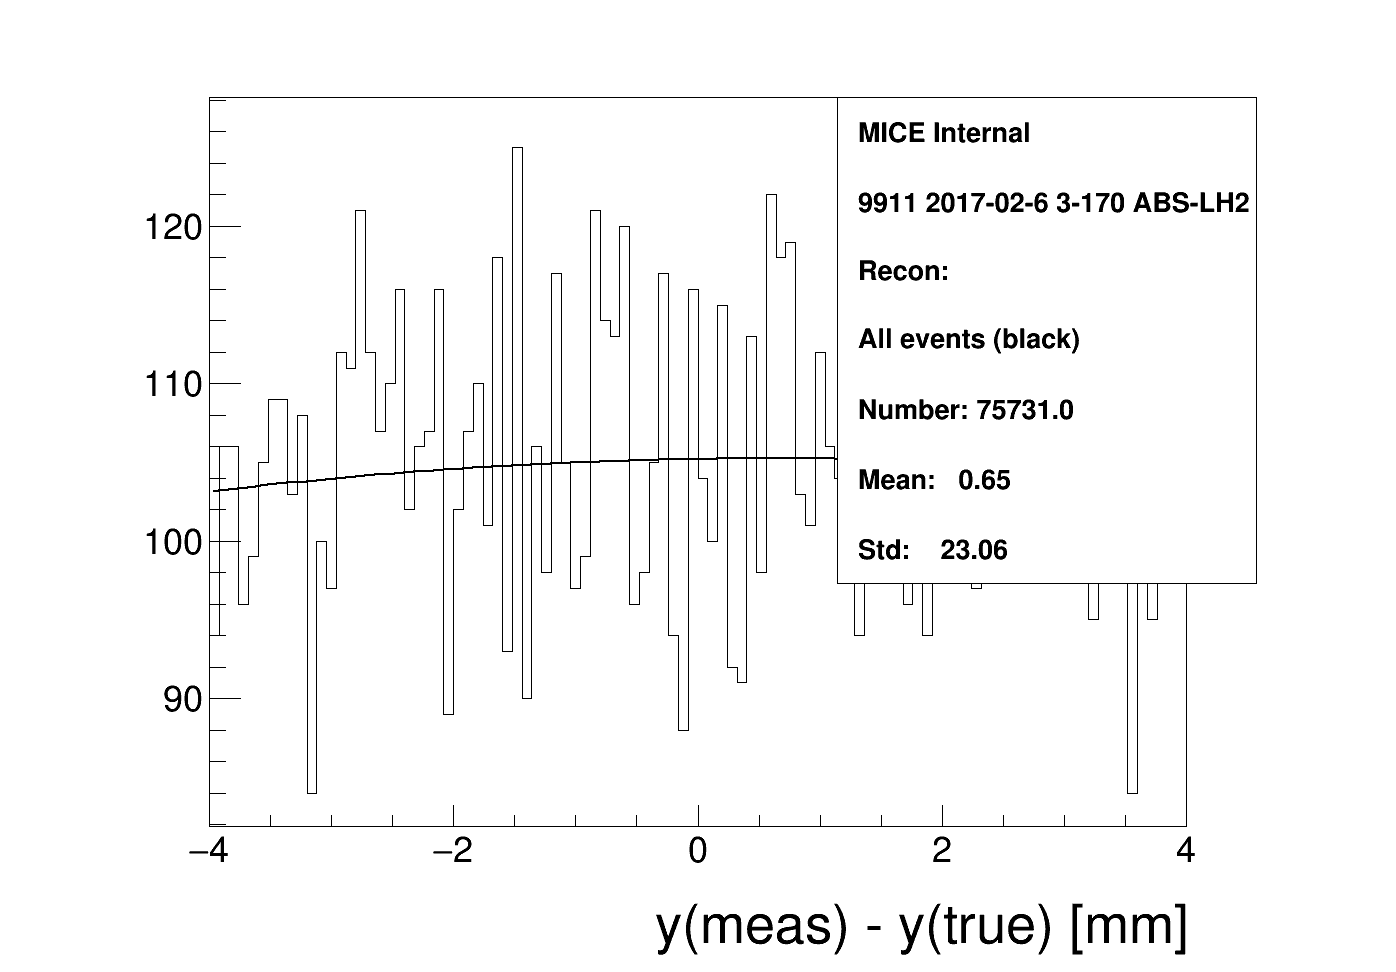 MICE Internal
9911 2017-02-6 3-170 ABS-LH2
Recon:
All events (black)
Number: 75731.0
Mean: 0.65
Std: 23.06
120
110
100
90
−4 −2 0 2 4
y(meas) - y(true) [mm]